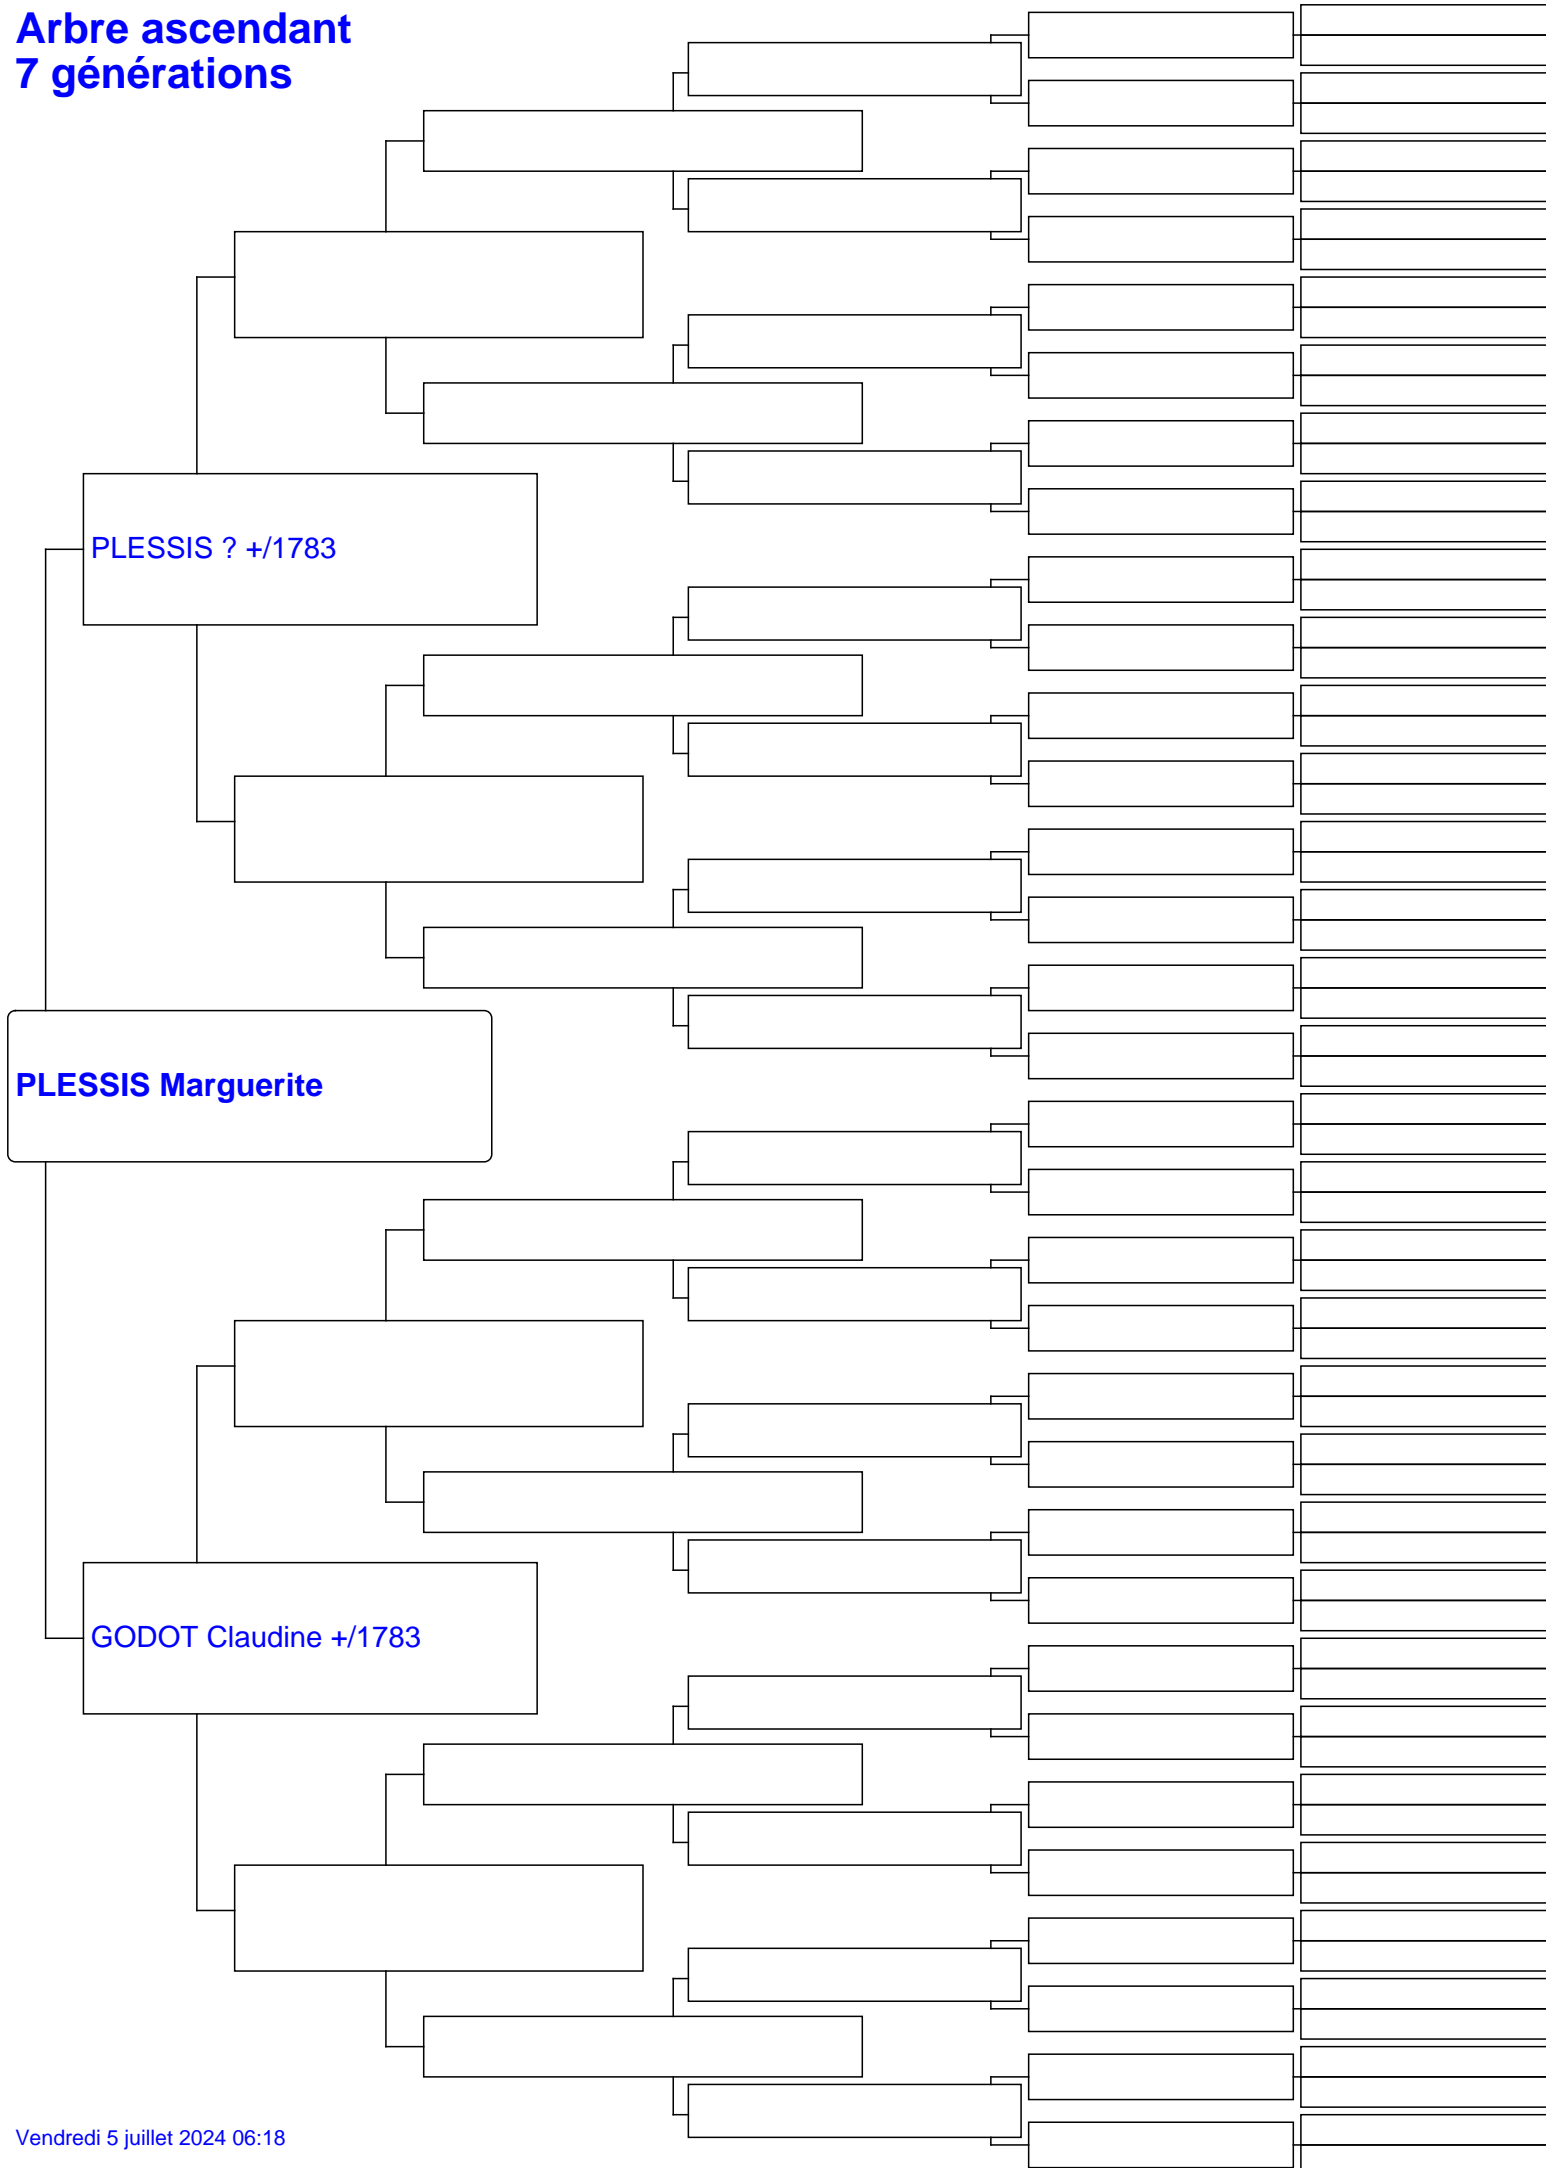 Arbre ascendant
7 générations
PLESSIS ? +/1783
PLESSIS Marguerite
GODOT Claudine +/1783
Vendredi 5 juillet 2024 06:18